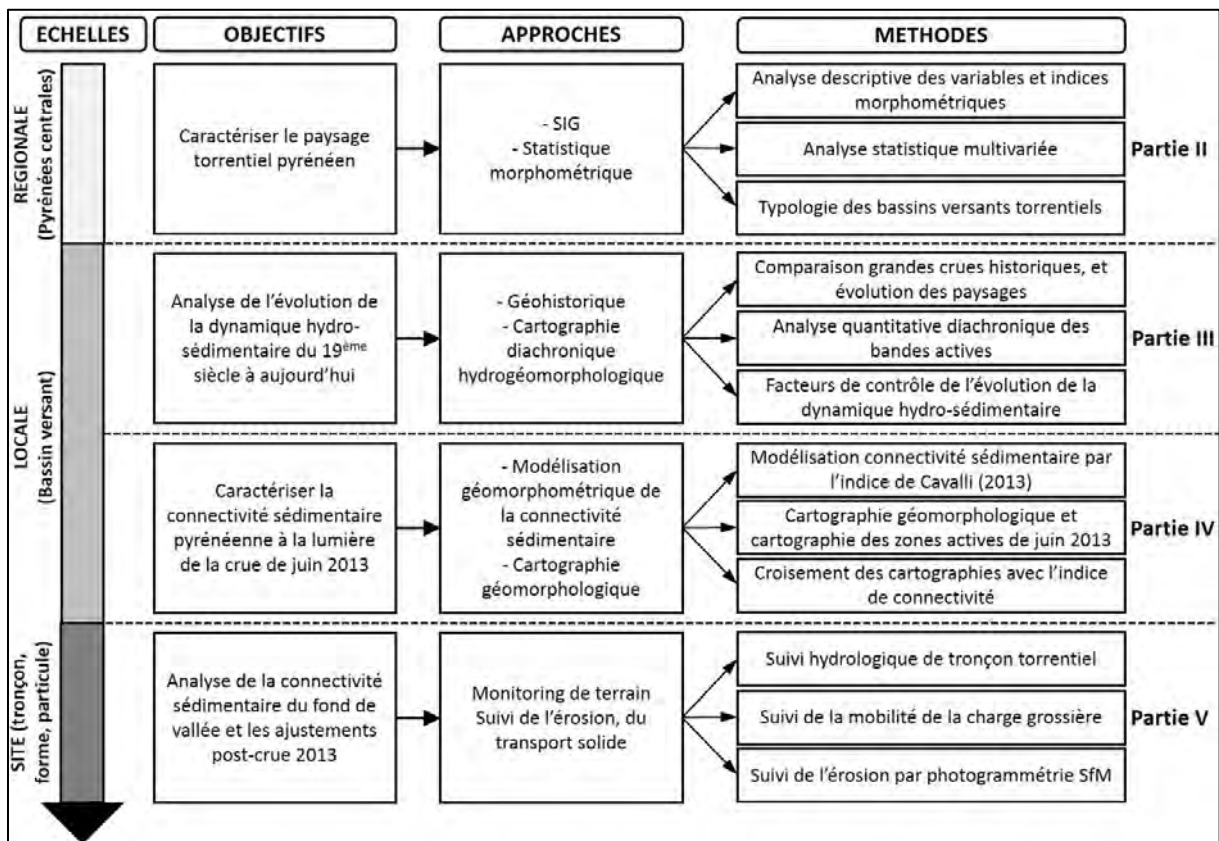 ECHELLES
OBJECTIFS
APPROCHES
METHODES
REGIONALE
(Pyrénées centrales)
Caractériser le paysage
torrentiel pyrénéen
- SIG
- Statistique
morphométrique
Analyse descriptive des variables et indices
morphométriques
Analyse statistique multivariée
Typologie des bassins versants torrentiels
Partie II
LOCALE
(Bassin versant)
Analyse de l'évolution de
la dynamique hydro-
sédimentaire du 19ème
siècle à aujourd'hui
- Géohistorique
- Cartographie
diachronique
hydrogéomorphologique
Comparaison grandes crues historiques, et
évolution des paysages
Analyse quantitative diachronique des
bandes actives
Facteurs de contrôle de l'évolution de la
dynamique hydro-sédimentaire
Partie III
Caractériser la
connectivité sédimentaire
pyrénéenne à la lumière
de la crue de juin 2013
- Modélisation
géomorphométrique de
la connectivité
sédimentaire
- Cartographie
géomorphologique
Modélisation connectivité sédimentaire par
l'indice de Cavalli (2013)
Cartographie géomorphologique et
cartographie des zones actives de juin 2013
Croisement des cartographies avec l'indice
de connectivité
Partie IV
SITE (tronçon,
forme, particule)
Analyse de la connectivité
sédimentaire du fond de
vallée et les ajustements
post-crue 2013
Monitoring de terrain
Suivi de l'érosion, du
transport solide
Suivi hydrologique de tronçon torrentiel
Suivi de la mobilité de la charge grossière
Suivi de l'érosion par photogrammétrie SfM
Partie V